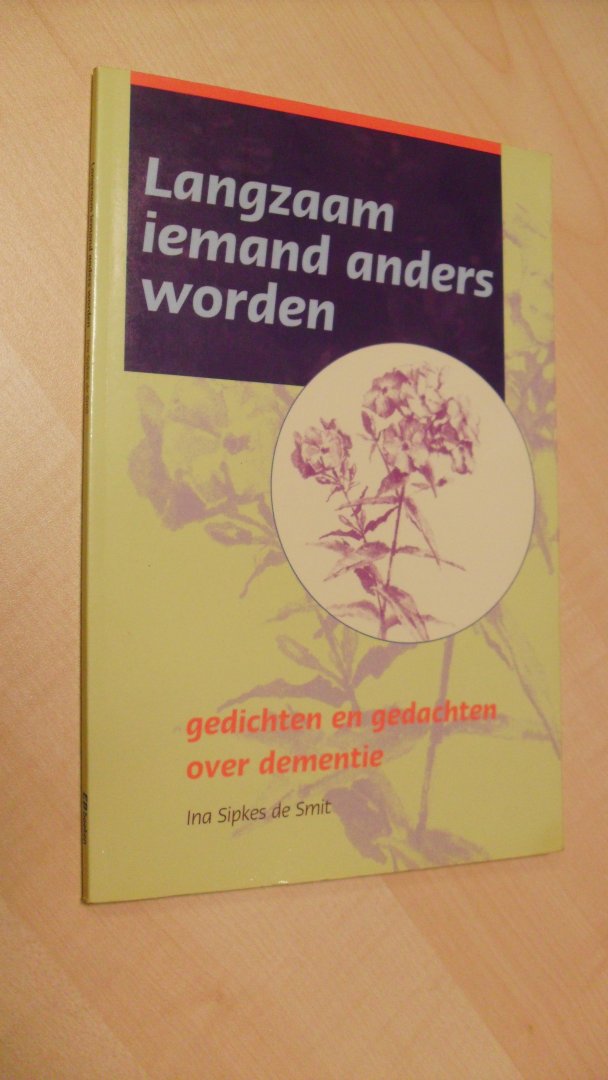 Langzaam
iemand anders
worden
gedichten en gedachten
over dementie
Ina Sipkes de Smit